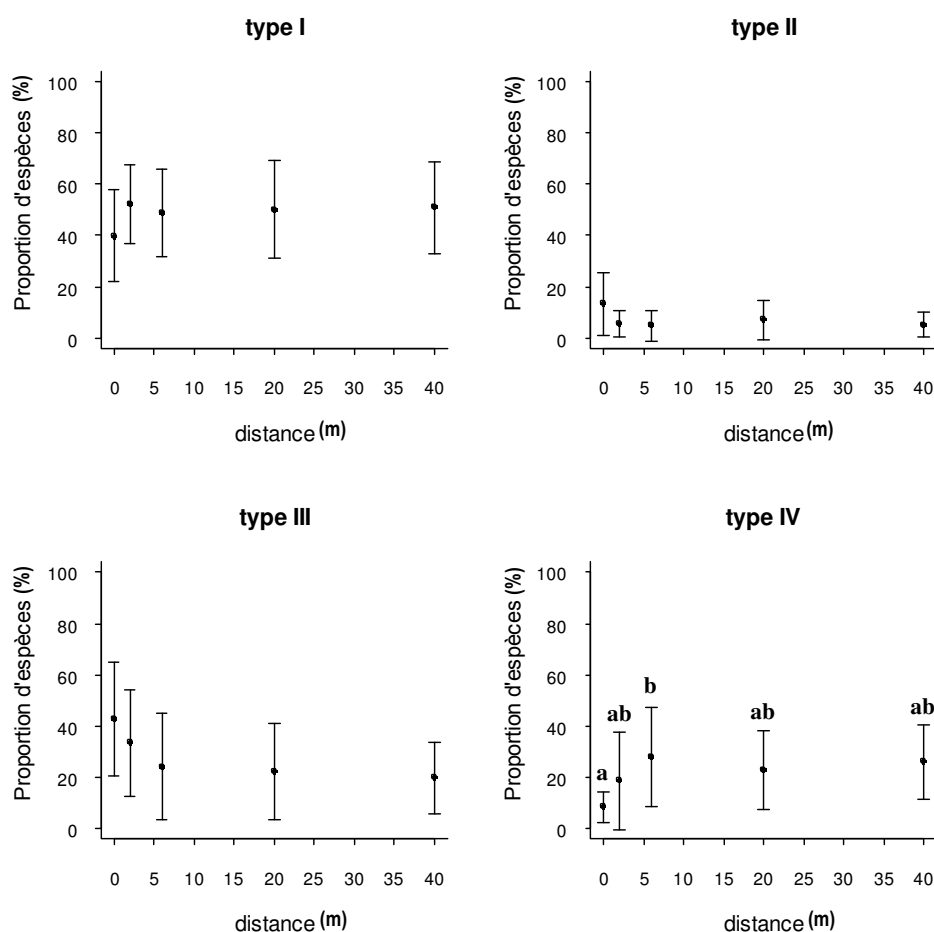 type I
Proportion d'espèces (%)
100
80
60
40
20
0
0 5 10 15 20 25 30 35 40
distance (m)
type II
Proportion d'espèces (%)
100
80
60
40
20
0
0 5 10 15 20 25 30 35 40
distance (m)
type III
Proportion d'espèces (%)
100
80
60
40
20
0
0 5 10 15 20 25 30 35 40
distance (m)
type IV
Proportion d'espèces (%)
100
80
60
40
20
0
a ab b ab ab
0 5 10 15 20 25 30 35 40
distance (m)